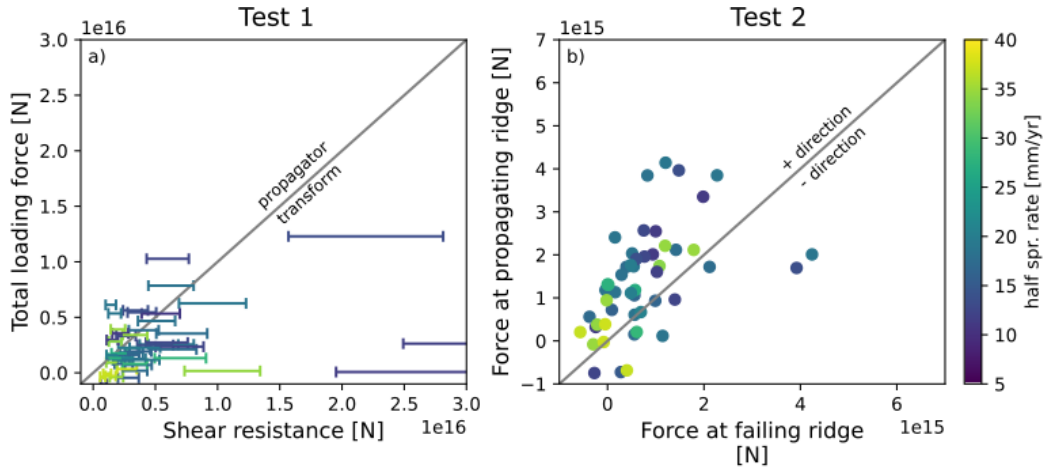 Test 1
1e16
a)
3.0
2.5
2.0
1.5
1.0
0.5
0.0
Total loading force [N]
propagator
transform
0.0 0.5 1.0 1.5 2.0 2.5 3.0
Shear resistance [N]
1e16
Test 2
1e15
b)
7
6
5
4
3
2
1
0
−1
Force at propagating ridge [N]
+ direction
- direction
0 2 4 6
Force at failing ridge
[N]
1e15
40
35
30
25
20
15
10
5
half spr. rate [mm/yr]